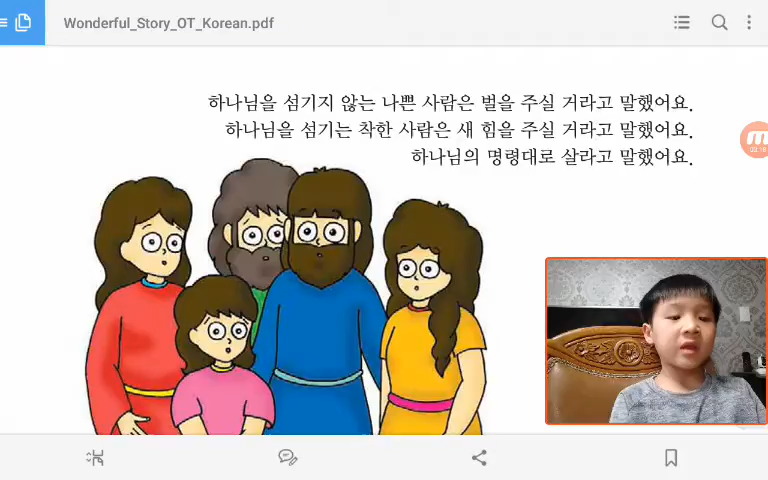 Wonderful_Story_OT_Korean.pdf
하나님을 섬기지 않는 나쁜 사람은 벌을 주실 거라고 말했어요.
하나님을 섬기는 착한 사람은 새 힘을 주실 거라고 말했어요.
하나님의 명령대로 살라고 말했어요.